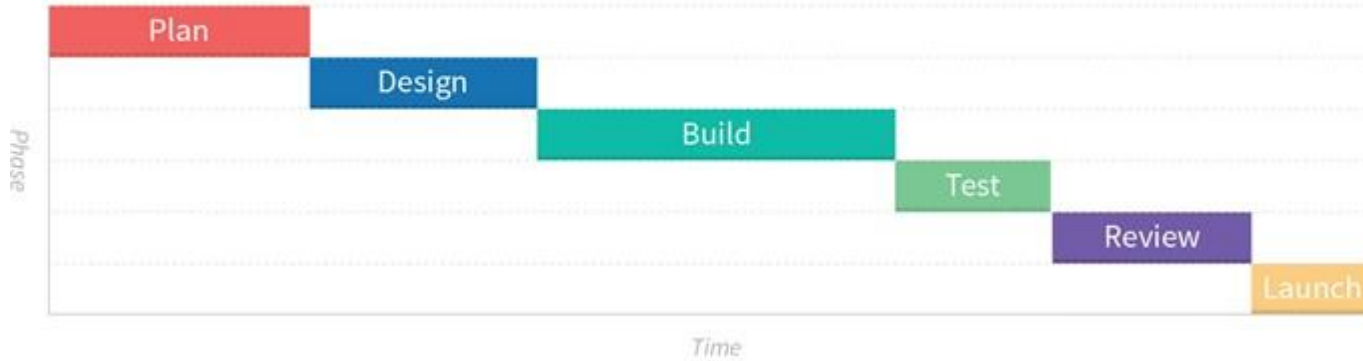 Plan
Design
Build
Phase
Test
Review
Launch
Time